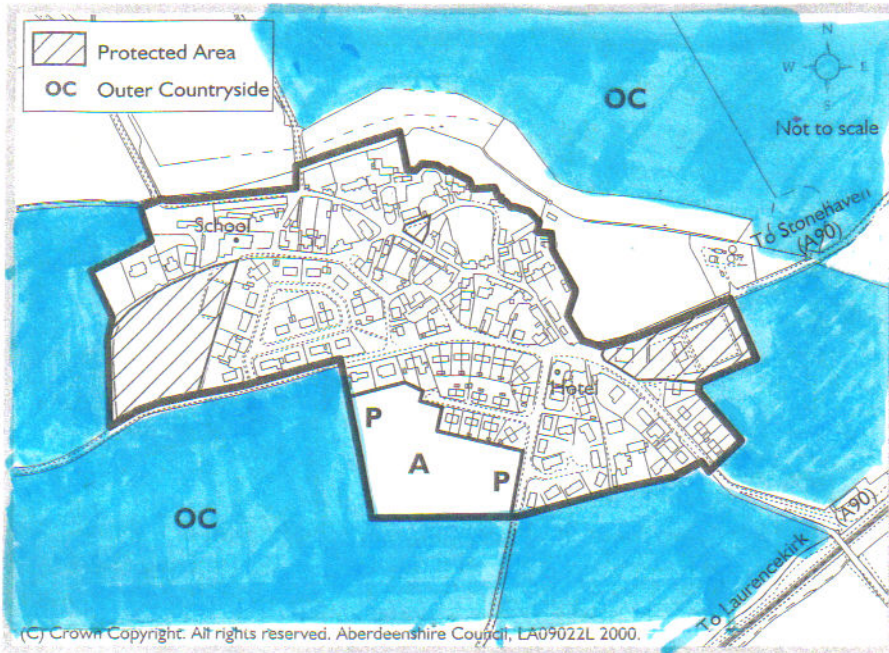 Protected Area
OC Outer Countryside
N
W E
S
Not to scale
OC
School
To Stonehaven
(A90)
Hotel
P
A
P
OC
(A90)
To Laurencekirk
(C) Crown Copyright. All rights reserved. Aberdeenshire Council, LA09022L 2000.